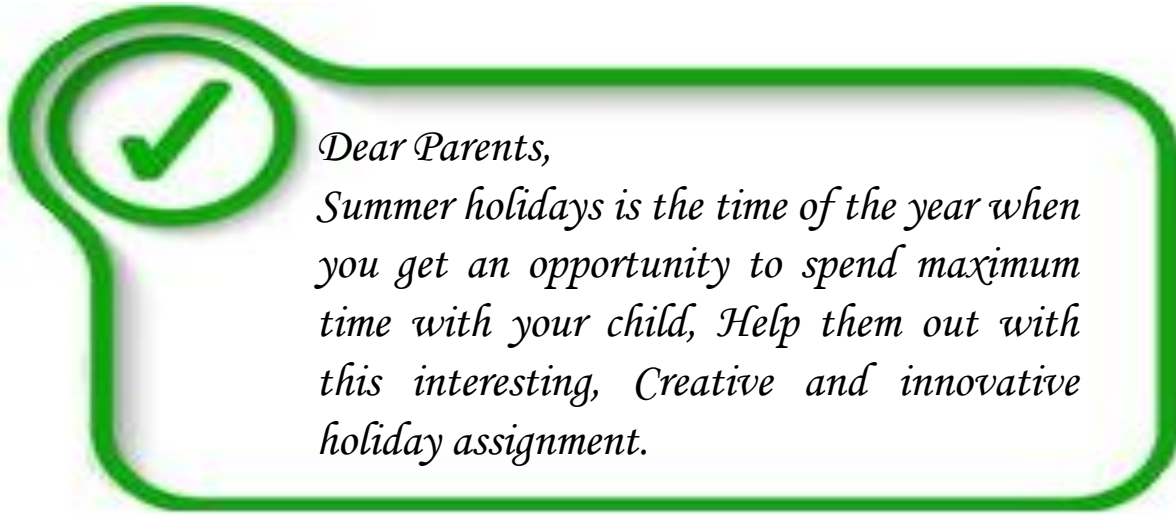 Dear Parents,
Summer holidays is the time of the year when
you get an opportunity to spend maximum
time with your child, Help them out with
this interesting, Creative and innovative
holiday assignment.